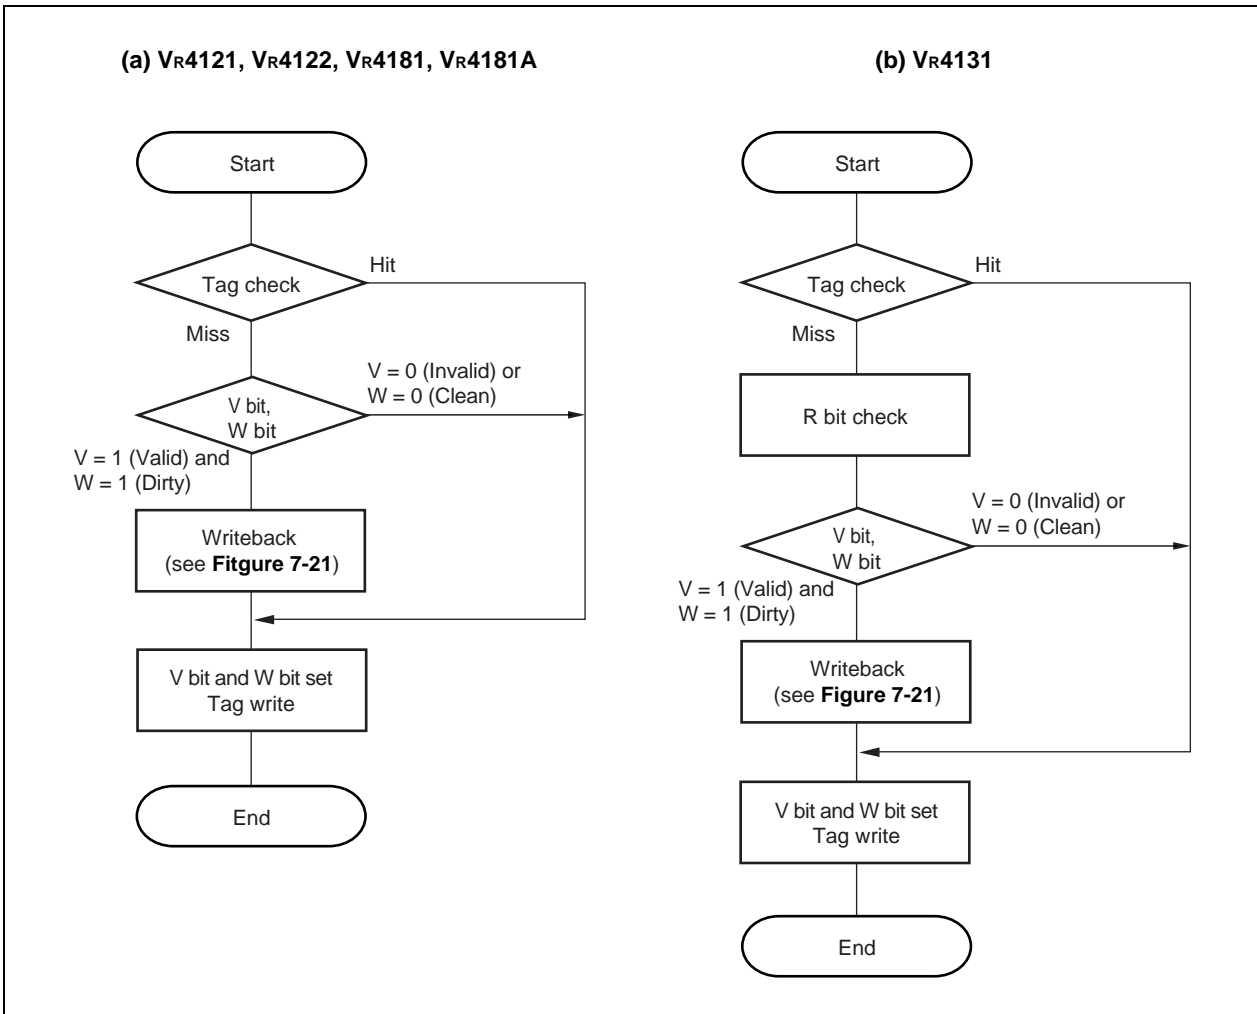 (a) VR4121, VR4122, VR4181, VR4181A
Start
Tag check
Hit
Miss
V bit,
W bit
V = 0 (Invalid) or
W = 0 (Clean)
V = 1 (Valid) and
W = 1 (Dirty)
Writeback
(see Fitgure 7-21)
V bit and W bit set
Tag write
End
(b) VR4131
Start
Tag check
Hit
Miss
R bit check
V bit,
W bit
V = 0 (Invalid) or
W = 0 (Clean)
V = 1 (Valid) and
W = 1 (Dirty)
Writeback
(see Figure 7-21)
V bit and W bit set
Tag write
End